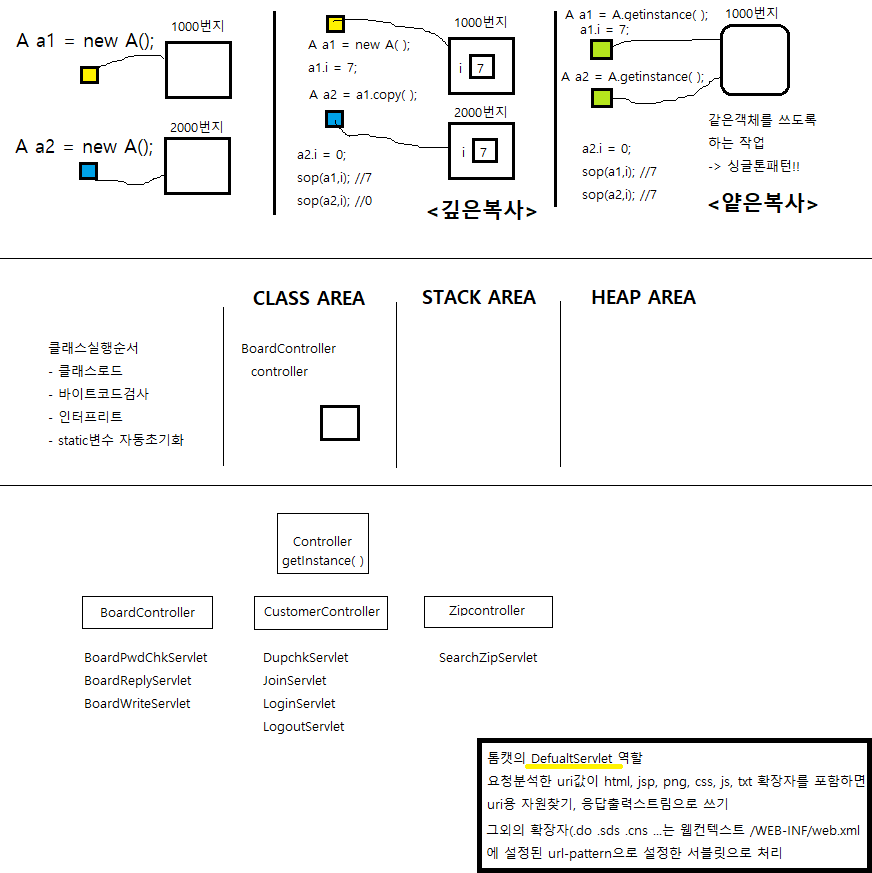 A a1 = new A();
1000번지
A a2 = new A();
2000번지
1000번지
A a1 = new A( );
a1.i = 7;
i 7
A a2 = a1.copy( );
2000번지
i 7
a2.i = 0;
sop(a1,i); //7
sop(a2,i); //0
<깊은복사>
A a1 = A.getinstance( );
1000번지
a1.i = 7;
A a2 = A.getinstance( );
같은객체를 쓰도록
하는 작업
-> 싱글톤패턴!!
a2.i = 0;
sop(a1,i); //7
sop(a2,i); //7
<얕은복사>
CLASS AREA
STACK AREA
HEAP AREA
클래스실행순서
- 클래스로드
- 바이트코드검사
- 인터프리트
- static변수 자동초기화
BoardController
controller
Controller
getInstance( )
BoardController
CustomerController
Zipcontroller
BoardPwdChkServlet
BoardReplyServlet
BoardWriteServlet
DupchkServlet
JoinServlet
LoginServlet
LogoutServlet
SearchZipServlet
톰캣의 DefualtServlet 역할
요청분석한 uri값이 html, jsp, png, css, js, txt 확장자를 포함하면
uri용 자원찾기, 응답출력스트림으로 쓰기
그외의 확장자(.do .sds .cns ...는 웹컨텍스트 /WEB-INF/web.xml
에 설정된 url-pattern으로 설정한 서블릿으로 처리